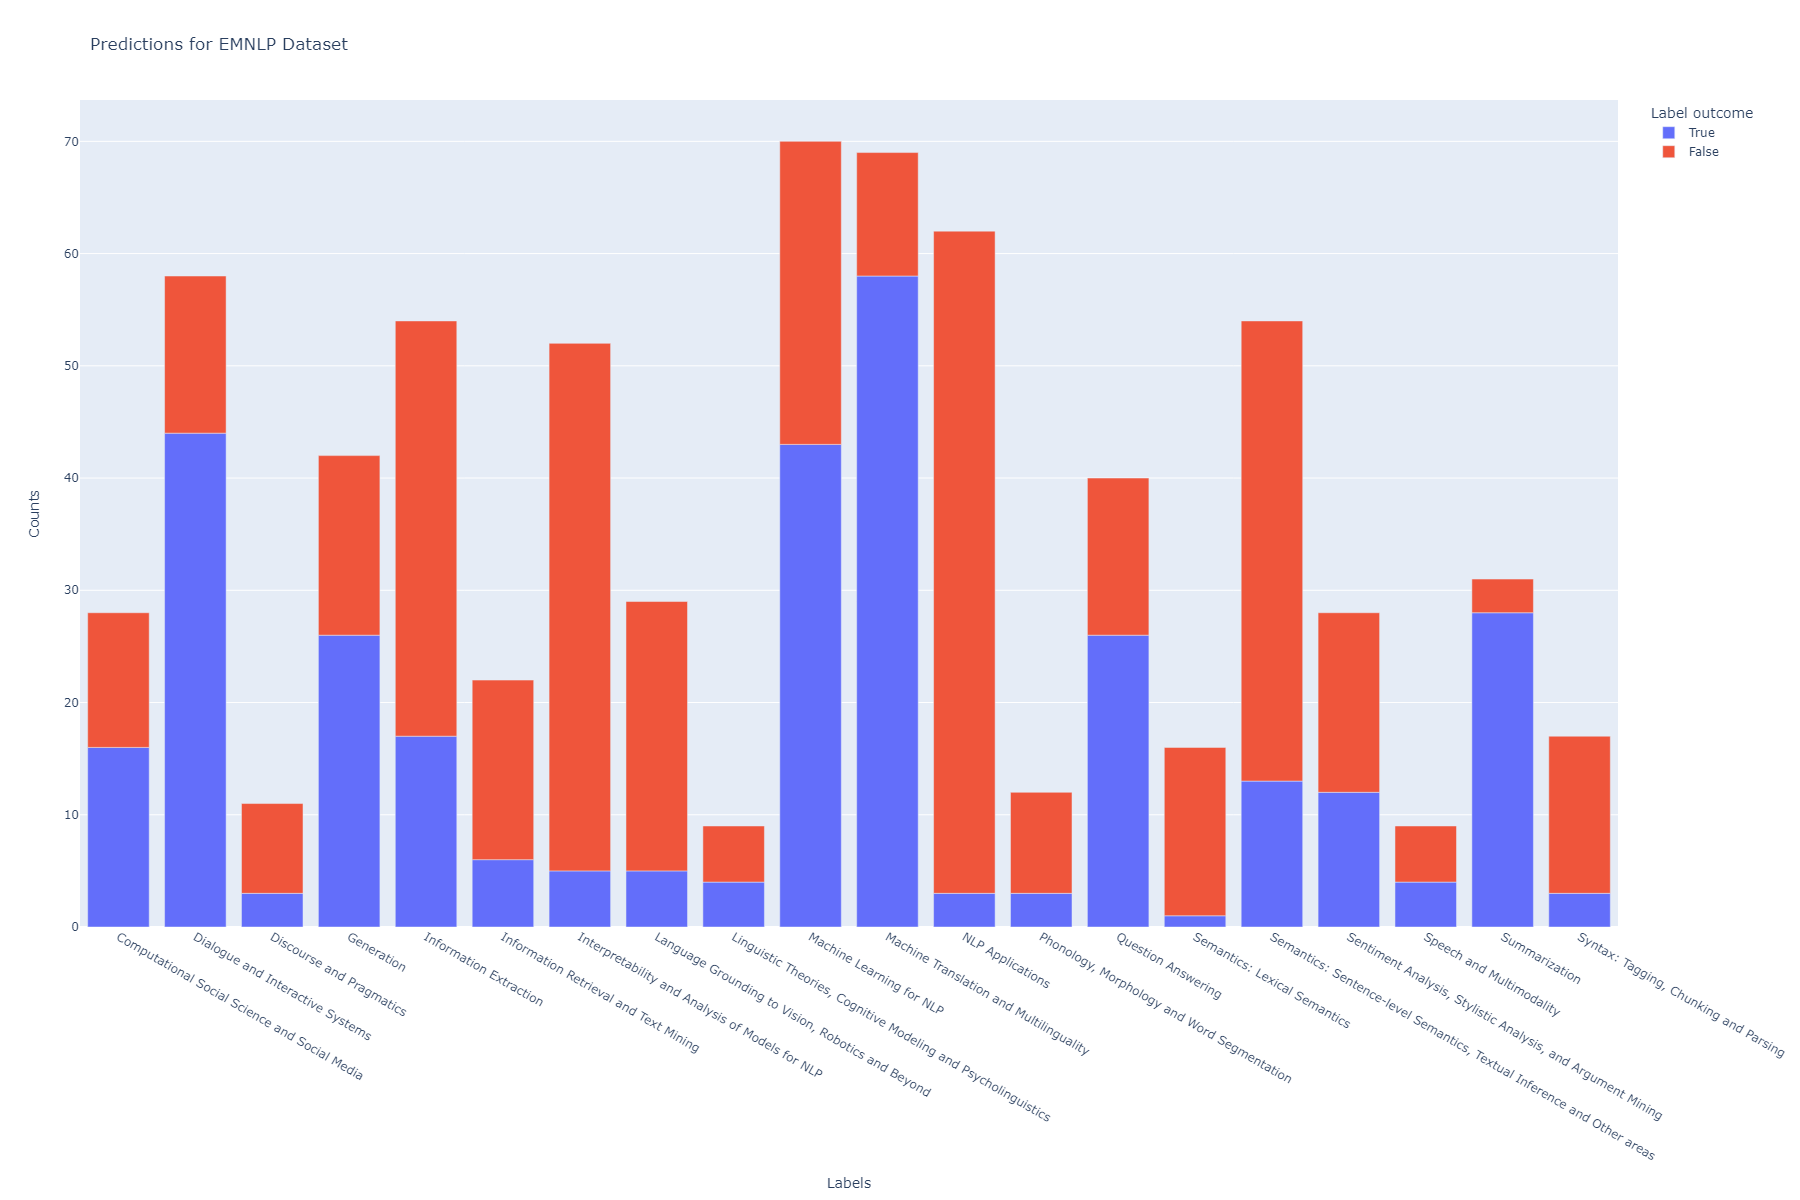 Predictions for EMNLP Dataset
Label outcome
True
False
Counts
70
60
50
40
30
20
10
0
Computational Social Science and Social Media
Dialogue and Interactive Systems
Discourse and Pragmatics
Generation
Information Extraction
Information Retrieval and Text Mining
Interpretability and Analysis of Models for NLP
Language Grounding to Vision, Robotics and Beyond
Linguistic Theories, Cognitive Modeling and Psycholinguistics
Machine Learning for NLP
Machine Translation and Multilinguality
NLP Applications
Phonology, Morphology and Word Segmentation
Question Answering
Semantics: Lexical Semantics
Semantics: Sentence-level Semantics, Textual Inference and Other areas
Sentiment Analysis, Stylistic Analysis, and Argument Mining
Speech and Multimodality
Summarization
Syntax: Tagging, Chunking and Parsing
Labels